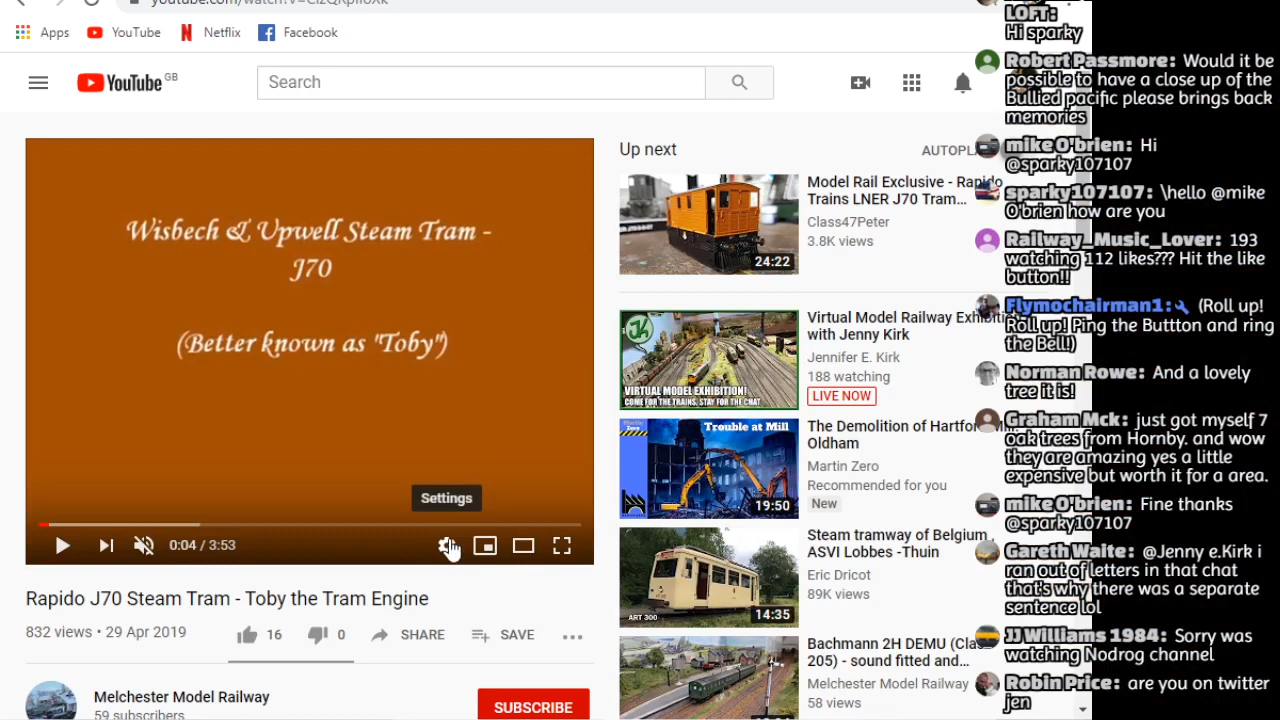 Apps
YouTube
Netflix
Facebook
YouTube GB
Search
Wisbech & Upwell Steam Tram -
J70
(Better known as "Toby")
Settings
0:04 / 3:53
Rapido J70 Steam Tram - Toby the Tram Engine
832 views • 29 Apr 2019
16
0
SHARE
SAVE
Melchester Model Railway
59 subscribers
SUBSCRIBE
Up next
Model Rail Exclusive - Rapido
Trains LNER J70 Tram…
Class47Peter
3.8K views
24:22
Virtual Model Railway
with Jenny Kirk
Jennifer E. Kirk
188 watching
LIVE NOW
VIRTUAL MODEL EXHIBITION!
COME FOR THE TRAINS, STAY FOR THE CHAT
The Demolition of
Oldham
Martin Zero
Recommended for you
New
Trouble at Mill
19:50
Steam tramway of Belgium ,
ASVI Lobbes -Thuin
Eric Dricot
89K views
ART 300
14:35
Bachmann 2H DEMU
205) - sound fitted and…
Melchester Model Railway
58 views
LOFT:
Hi sparky
Robert Passmore: Would it be
possible to have a close up of the
Bullied pacific please brings back
memories
mike O'brien: Hi
@sparky107107
sparky107107: \hello @mike
O'brien how are you
Railway_Music_Lover: 193
watching 112 likes??? Hit the like
button!!
Flymochairman1: (Roll up!
Roll up! Ping the Buttton and ring
the Bell!)
Norman Rowe: And a lovely
tree it is!
Graham Mck: just got myself 7
oak trees from Hornby. and wow
they are amazing yes a little
expensive but worth it for a area.
mike O'brien: Fine thanks
@sparky107107
Gareth Waite: @Jenny e.Kirk i
ran out of letters in that chat
that's why there was a separate
sentence lol
JJ Williams 1984: Sorry was
watching Nodrog channel
Robin Price: are you on twitter
jen